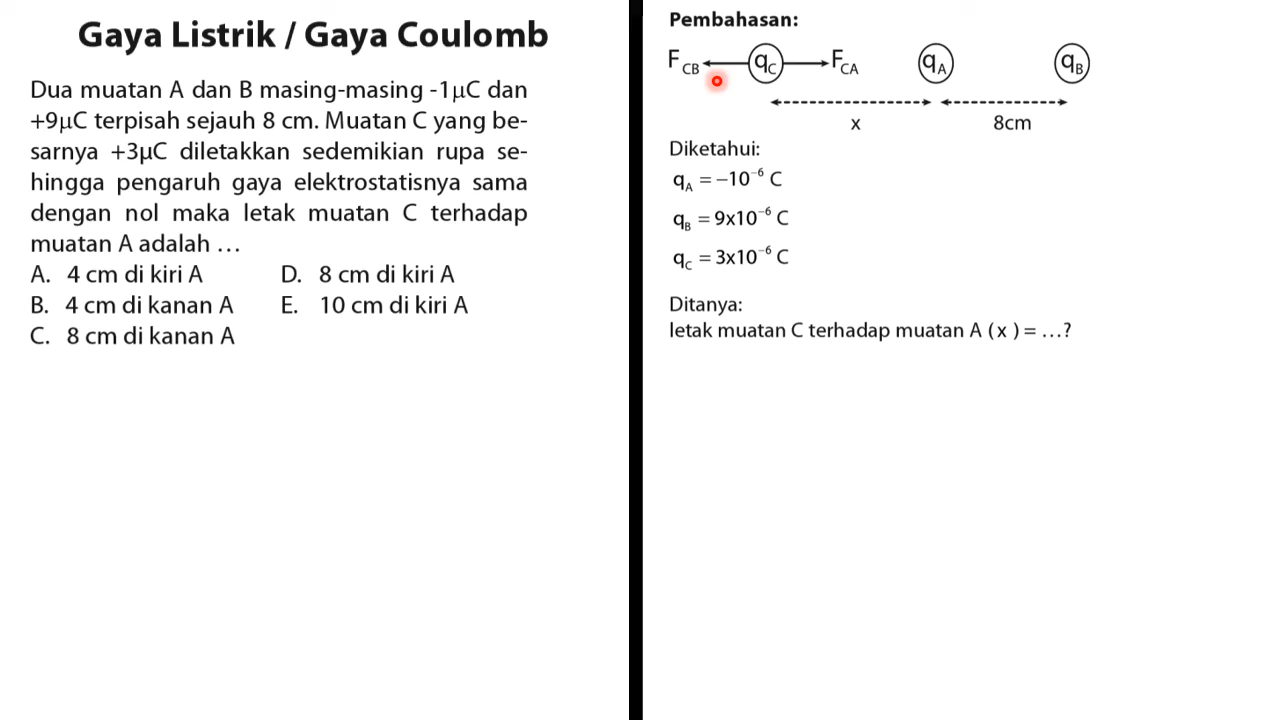 Gaya Listrik / Gaya Coulomb
Dua muatan A dan B masing-masing -1μC dan
+9μC terpisah sejauh 8 cm. Muatan C yang be-
sarnya +3μC diletakkan sedemikian rupa se-
hingga pengaruh gaya elektrostatisnya sama
dengan nol maka letak muatan C terhadap
muatan A adalah …
A. 4 cm di kiri A D. 8 cm di kiri A
B. 4 cm di kanan A E. 10 cm di kiri A
C. 8 cm di kanan A
Pembahasan:
F_CB q_C F_CA q_A q_B
x 8cm
Diketahui:
q_A = –10⁻⁶ C
q_B = 9x10⁻⁶ C
q_C = 3x10⁻⁶ C
Ditanya:
letak muatan C terhadap muatan A ( x ) = …?